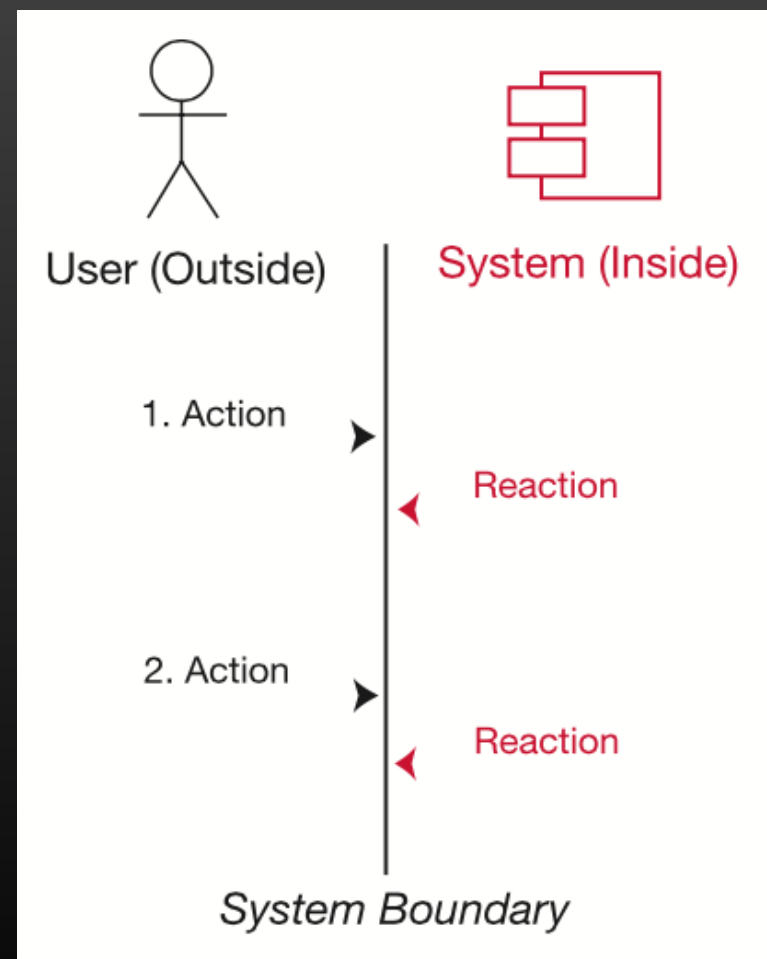 User (Outside)
System (Inside)
1. Action
Reaction
2. Action
Reaction
System Boundary